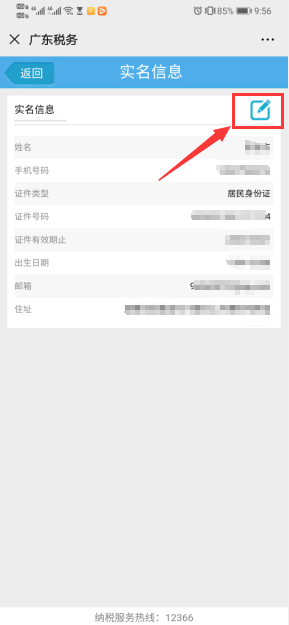 85% 9:56
广东税务
返回 实名信息
实名信息
姓名
手机号码
证件类型 居民身份证
证件号码 4
证件有效期止
出生日期
邮箱 9
住址
纳税服务热线：12366